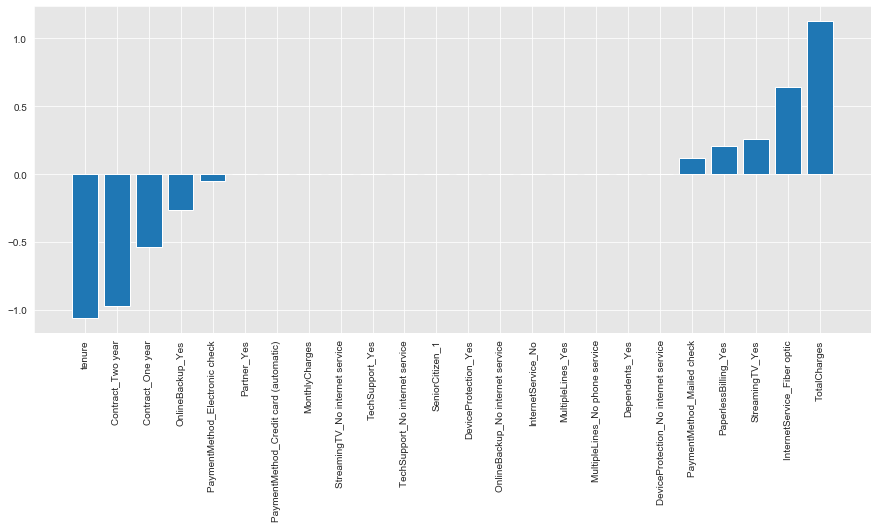 1.0
0.5
0.0
−0.5
−1.0
tenure
Contract_Two year
Contract_One year
OnlineBackup_Yes
PaymentMethod_Electronic check
Partner_Yes
PaymentMethod_Credit card (automatic)
MonthlyCharges
StreamingTV_No internet service
TechSupport_Yes
TechSupport_No internet service
SeniorCitizen_1
DeviceProtection_Yes
OnlineBackup_No internet service
InternetService_No
MultipleLines_Yes
MultipleLines_No phone service
Dependents_Yes
DeviceProtection_No internet service
PaymentMethod_Mailed check
PaperlessBilling_Yes
StreamingTV_Yes
InternetService_Fiber optic
TotalCharges